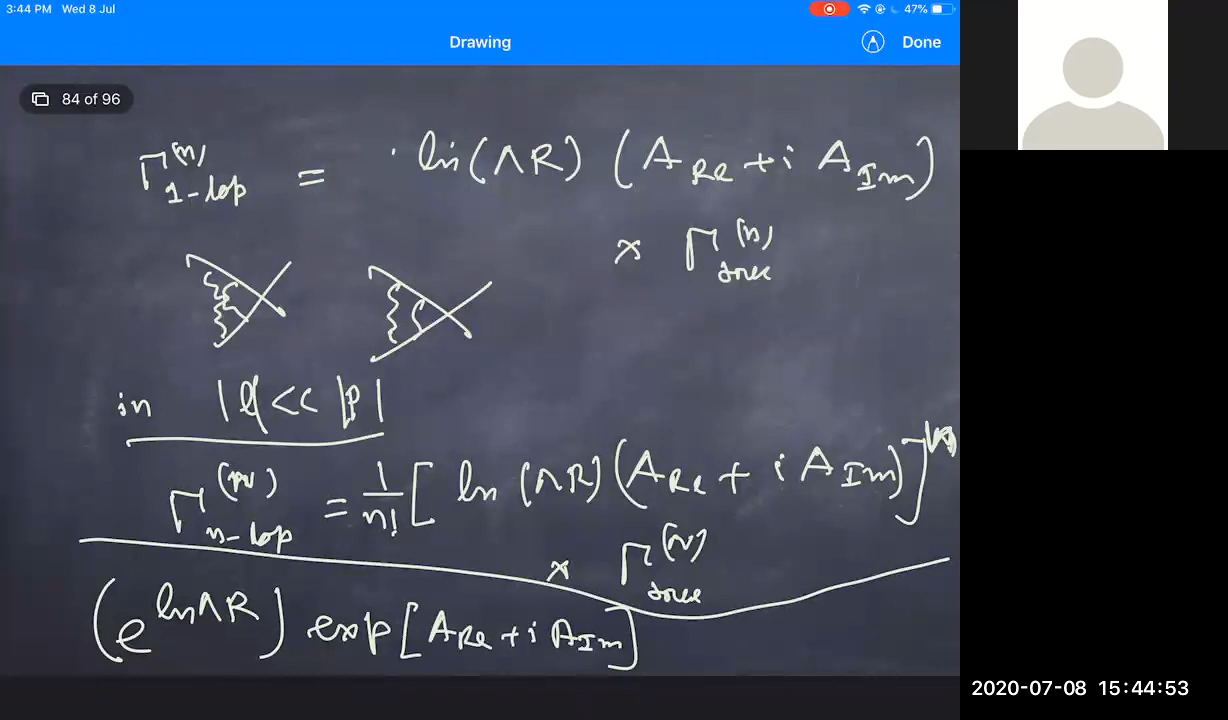 3:44 PM Wed 8 Jul 47%
Drawing Done
84 of 96
Γ^(n)_1-loop = ln(ΛR) (A_Re + i A_Im)
× Γ^(n)_tree
in |q| << |p|
Γ^(n)_n-loop = 1/n! [ ln (ΛR) (A_Re + i A_Im) ]^n
× Γ^(n)_tree
(e^lnΛR) exp[A_Re + i A_Im]
2020-07-08 15:44:53